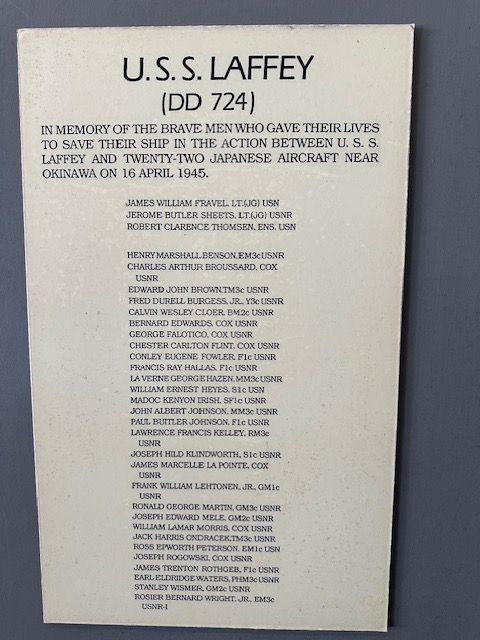 U.S.S. LAFFEY
(DD 724)
IN MEMORY OF THE BRAVE MEN WHO GAVE THEIR LIVES
TO SAVE THEIR SHIP IN THE ACTION BETWEEN U. S. S.
LAFFEY AND TWENTY-TWO JAPANESE AIRCRAFT NEAR
OKINAWA ON 16 APRIL 1945.
JAMES WILLIAM FRAVEL, LT.(JG) USN
JEROME BUTLER SHEETS, LT.(JG) USNR
ROBERT CLARENCE THOMSEN, ENS. USN
HENRY MARSHALL BENSON, EM3c USNR
CHARLES ARTHUR BROUSSARD, COX
USNR
EDWARD JOHN BROWN, TM3c USNR
FRED DURELL BURGESS, JR., Y3c USNR
CALVIN WESLEY CLOER, BM2c USNR
BERNARD EDWARDS, COX USNR
GEORGE FALOTICO, COX USNR
CHESTER CARLTON FLINT, COX USNR
CONLEY EUGENE FOWLER, F1c USNR
FRANCIS RAY HALLAS, F1c USNR
LA VERNE GEORGE HAZEN, MM3c USNR
WILLIAM ERNEST HEYES, S1c USN
MADOC KENYON IRISH, SF1c USNR
JOHN ALBERT JOHNSON, MM3c USNR
PAUL BUITLER JOHNSON, F1c USNR
LAWRENCE FRANCIS KELLEY, RM3c
USNR
JOSEPH HILD KLINDWORTH, S1c USNR
JAMES MARCELLE LA POINTE, COX
USNR
FRANK WILLIAM LEHTONEN, JR., GM1c
USNR
RONALD GEORGE MARTIN, GM3c USNR
JOSEPH EDWARD MELE, GM2c USNR
WILLIAM LAMAR MORRIS, COX USNR
JACK HARRIS ONDRACEK, TM3c USNR
ROSS EPWORTH PETERSON, EM1c USN
JOSEPH ROGOWSKI, COX USNR
JAMES TRENTON ROTHGEB, F1c USNR
EARL ELDRIDGE WATERS, PHM3c USNR
STANLEY WISMER, GM2c USNR
ROSIER BERNARD WRIGHT, JR., EM3c
USNR-I